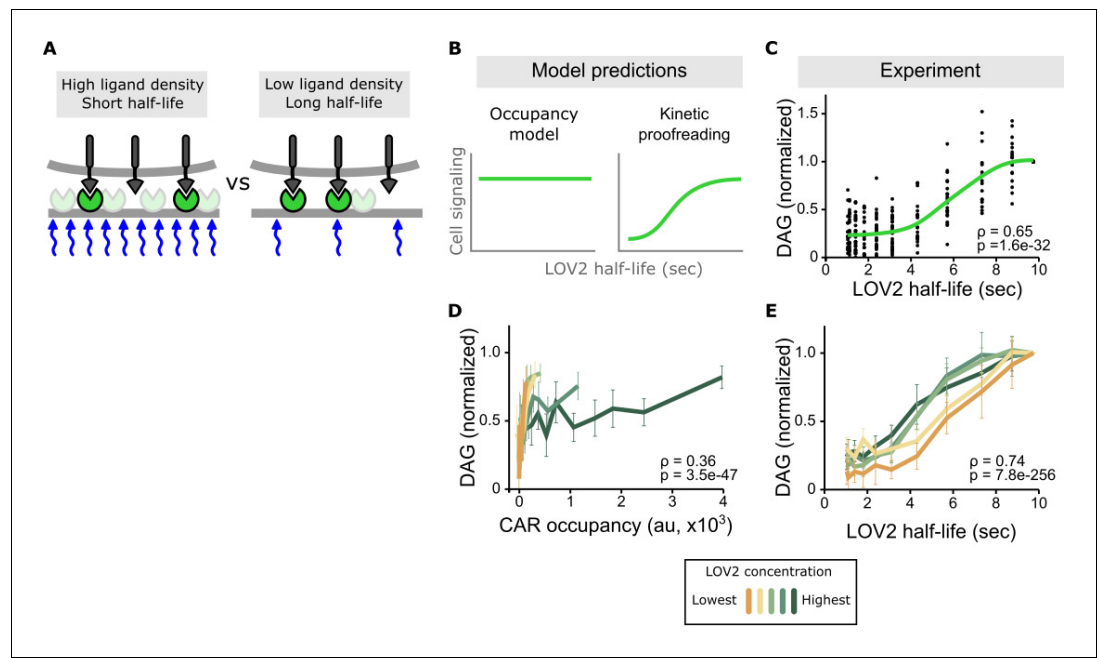 A
High ligand density
Short half-life
vs
Low ligand density
Long half-life
B
Model predictions
Occupancy
model
Kinetic
proofreading
Cell signaling
LOV2 half-life (sec)
C
Experiment
DAG (normalized)
1.5
1.0
0.5
0
ρ = 0.65
p =1.6e-32
0
2
4
6
8
10
LOV2 half-life (sec)
D
DAG (normalized)
1.0
0.5
0
ρ = 0.36
p = 3.5e-47
0
1
2
3
4
CAR occupancy (au, x10³)
E
DAG (normalized)
1.0
0.5
0
ρ = 0.74
p = 7.8e-256
0
2
4
6
8
10
LOV2 half-life (sec)
LOV2 concentration
Lowest
Highest